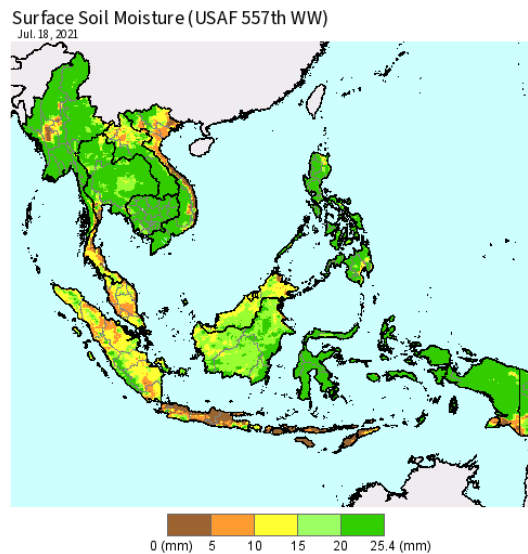 Surface Soil Moisture (USAF 557th WW)
Jul. 18, 2021
0 (mm) 5 10 15 20 25.4 (mm)